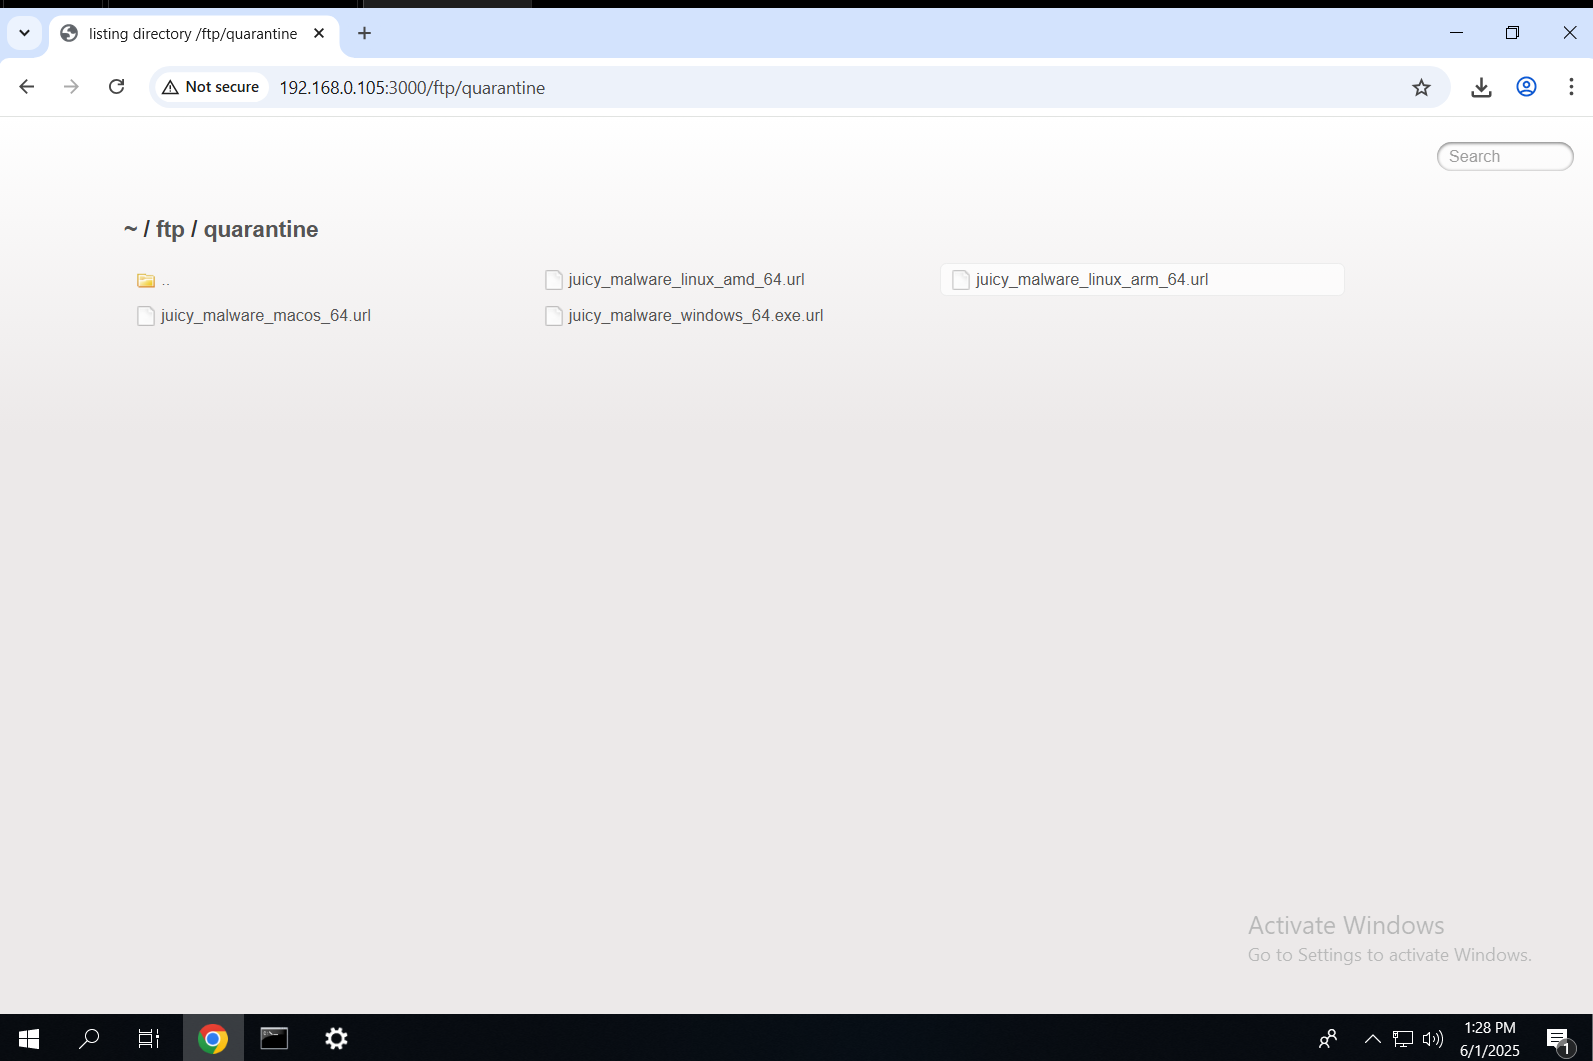 listing directory /ftp/quarantine
Not secure
192.168.0.105:3000/ftp/quarantine
Search
~ / ftp / quarantine
..
juicy_malware_linux_amd_64.url
juicy_malware_linux_arm_64.url
juicy_malware_macos_64.url
juicy_malware_windows_64.exe.url
Activate Windows
Go to Settings to activate Windows.
1:28 PM
6/1/2025
1